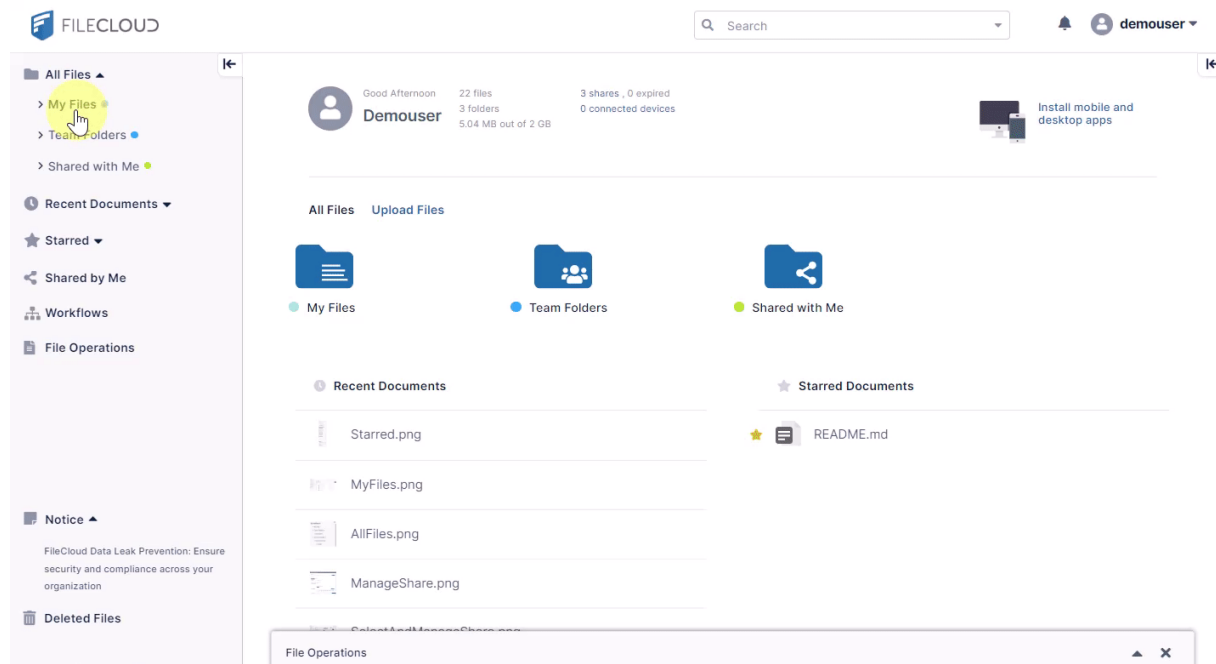 FILECLOUD
Search
demouser
All Files
My Files
Team Folders
Shared with Me
Recent Documents
Starred
Shared by Me
Workflows
File Operations
Notice
FileCloud Data Leak Prevention: Ensure
security and compliance across your
organization
Deleted Files
Good Afternoon
Demouser
22 files
3 folders
5.04 MB out of 2 GB
3 shares , 0 expired
0 connected devices
Install mobile and
desktop apps
All Files Upload Files
My Files
Team Folders
Shared with Me
Recent Documents
Starred.png
MyFiles.png
AllFiles.png
ManageShare.png
SelectAndManageShare.png
Starred Documents
README.md
File Operations